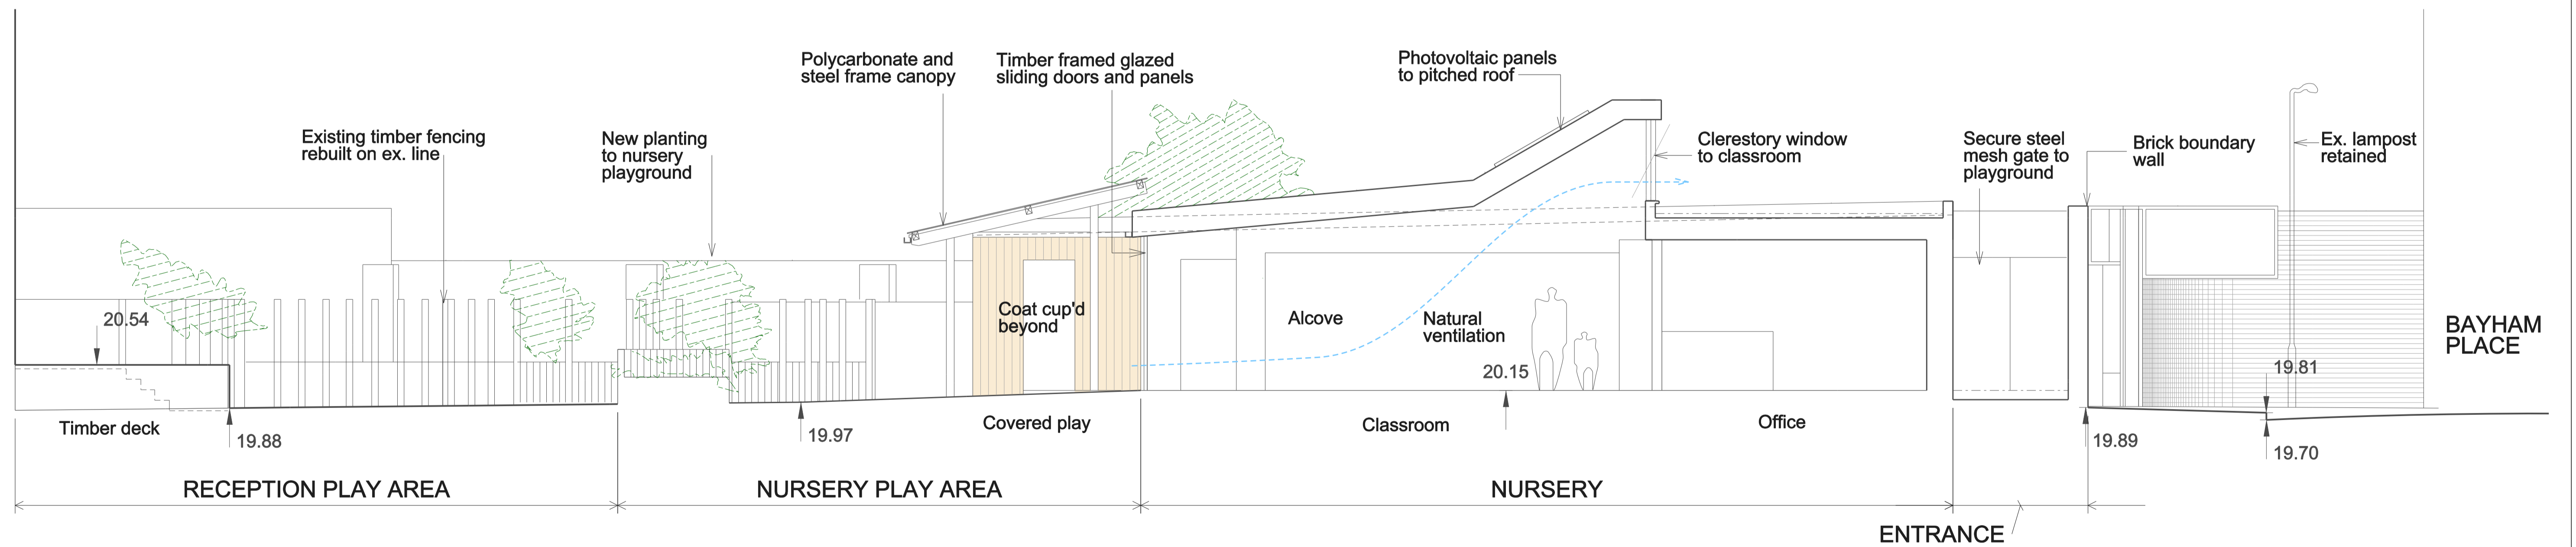 Polycarbonate and
steel frame canopy
Timber framed glazed
sliding doors and panels
Photovoltaic panels
to pitched roof
Existing timber fencing
rebuilt on ex. line
New planting
to nursery
playground
Clerestory window
to classroom
Secure steel
mesh gate to
playground
Brick boundary
wall
Ex. lampost
retained
20.54
Coat cup'd
beyond
Alcove
Natural
ventilation
20.15
BAYHAM
PLACE
19.81
Timber deck
19.88
19.97
Covered play
Classroom
Office
19.89
19.70
RECEPTION PLAY AREA
NURSERY PLAY AREA
NURSERY
ENTRANCE